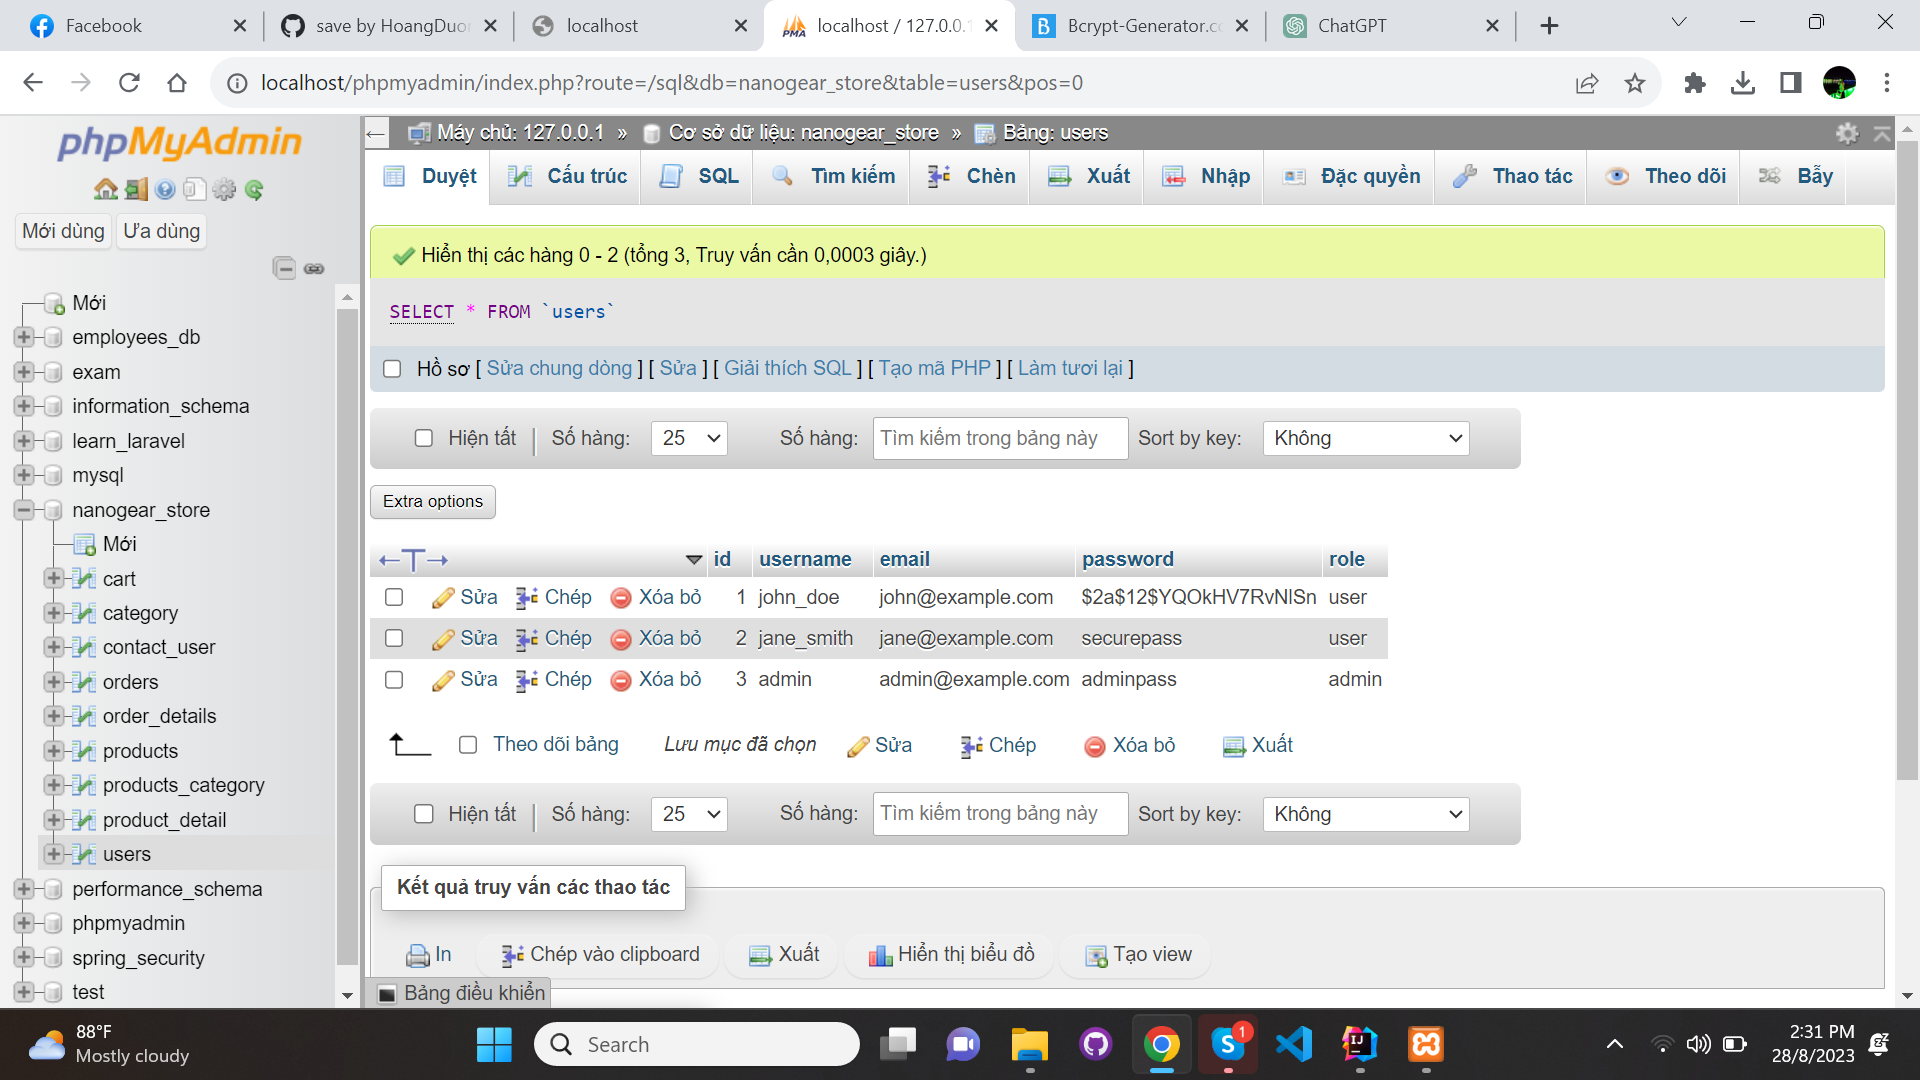 Facebook
save by HoangDuon
localhost
localhost / 127.0.0.1
Bcrypt-Generator.co
ChatGPT
localhost/phpmyadmin/index.php?route=/sql&db=nanogear_store&table=users&pos=0
phpMyAdmin
Mới dùng
Ưa dùng
Mới
employees_db
exam
information_schema
learn_laravel
mysql
nanogear_store
Mới
cart
category
contact_user
orders
order_details
products
products_category
product_detail
users
performance_schema
phpmyadmin
spring_security
test
Máy chủ: 127.0.0.1 » Cơ sở dữ liệu: nanogear_store » Bảng: users
Duyệt Cấu trúc SQL Tìm kiếm Chèn Xuất Nhập Đặc quyền Thao tác Theo dõi Bẫy
Hiển thị các hàng 0 - 2 (tổng 3, Truy vấn cần 0,0003 giây.)
SELECT * FROM `users`
Hồ sơ [ Sửa chung dòng ] [ Sửa ] [ Giải thích SQL ] [ Tạo mã PHP ] [ Làm tươi lại ]
Hiện tất | Số hàng: 25 Số hàng: Tìm kiếm trong bảng này Sort by key: Không
Extra options
←T→ id username email password role
Sửa Chép Xóa bỏ 1 john_doe john@example.com $2a$12$YQOkHV7RvNlSn user
Sửa Chép Xóa bỏ 2 jane_smith jane@example.com securepass user
Sửa Chép Xóa bỏ 3 admin admin@example.com adminpass admin
Theo dõi bảng Lưu mục đã chọn Sửa Chép Xóa bỏ Xuất
Hiện tất | Số hàng: 25 Số hàng: Tìm kiếm trong bảng này Sort by key: Không
Kết quả truy vấn các thao tác
In Chép vào clipboard Xuất Hiển thị biểu đồ Tạo view
Bảng điều khiển
88°F
Mostly cloudy
Search
1
2:31 PM
28/8/2023